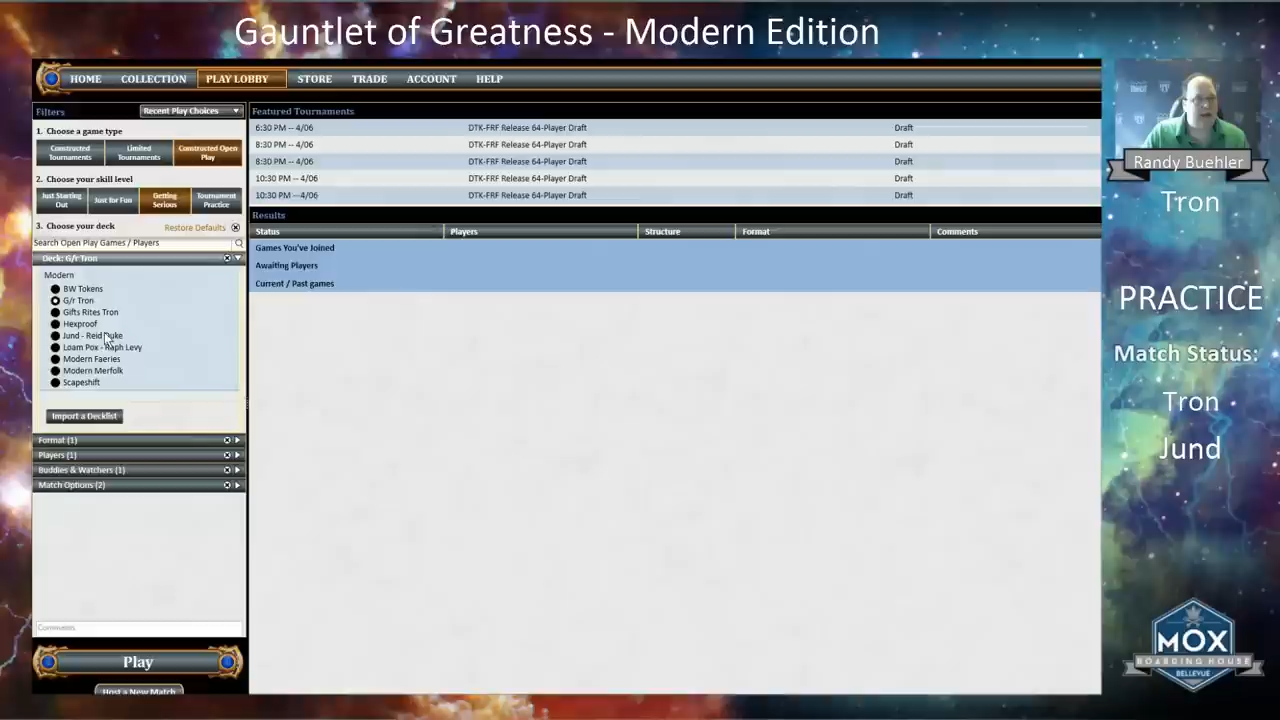 Gauntlet of Greatness - Modern Edition
HOME COLLECTION PLAY LOBBY STORE TRADE ACCOUNT HELP
Filters Recent Play Choices
1. Choose a game type
Constructed Tournaments Limited Tournaments Constructed Open Play
2. Choose your skill level
Just Starting Out Just for Fun Getting Serious Tournament Practice
3. Choose your deck Restore Defaults
Search Open Play Games / Players
Deck: G/r Tron
Modern
BW Tokens
G/r Tron
Gifts Rites Tron
Hexproof
Jund - Reid Duke
Loam Pox - Raph Levy
Modern Faeries
Modern Merfolk
Scapeshift
Import a Decklist
Format (1)
Players (1)
Buddies & Watchers (1)
Match Options (2)
Comments
Play
Host a New Match
Featured Tournaments
6:30 PM -- 4/06 DTK-FRF Release 64-Player Draft Draft
8:30 PM -- 4/06 DTK-FRF Release 64-Player Draft Draft
8:30 PM -- 4/06 DTK-FRF Release 64-Player Draft Draft
10:30 PM -- 4/06 DTK-FRF Release 64-Player Draft Draft
10:30 PM -- 4/06 DTK-FRF Release 64-Player Draft Draft
Results
Status Players Structure Format Comments
Games You've Joined
Awaiting Players
Current / Past games
Randy Buehler
Tron
PRACTICE
Match Status:
Tron
Jund
MOX
BOARDING HOUSE
BELLEVUE